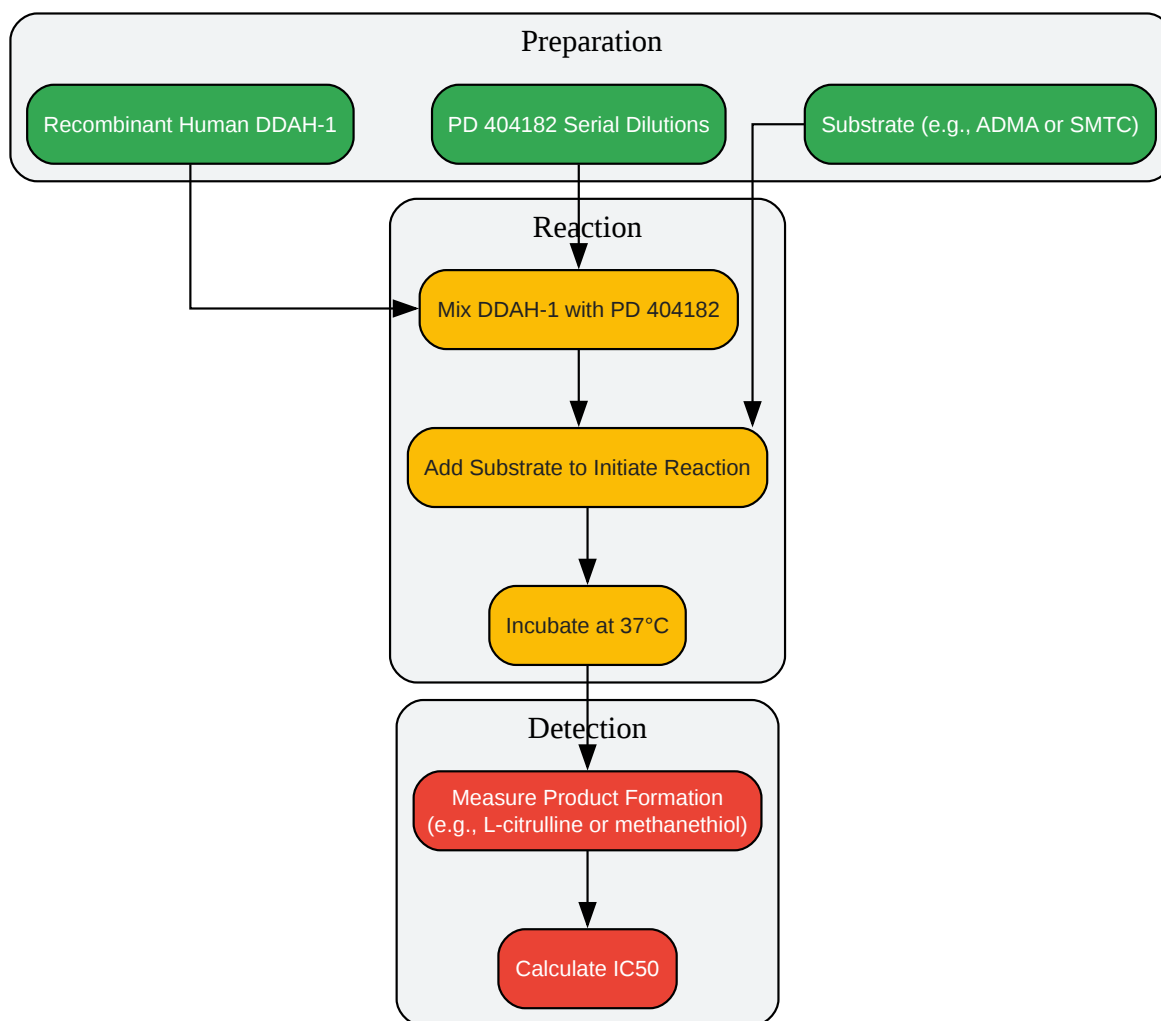 Preparation
Recombinant Human DDAH-1
PD 404182 Serial Dilutions
Substrate (e.g., ADMA or SMTC)
Reaction
Mix DDAH-1 with PD 404182
Add Substrate to Initiate Reaction
Incubate at 37°C
Detection
Measure Product Formation
(e.g., L-citrulline or methanethiol)
Calculate IC50